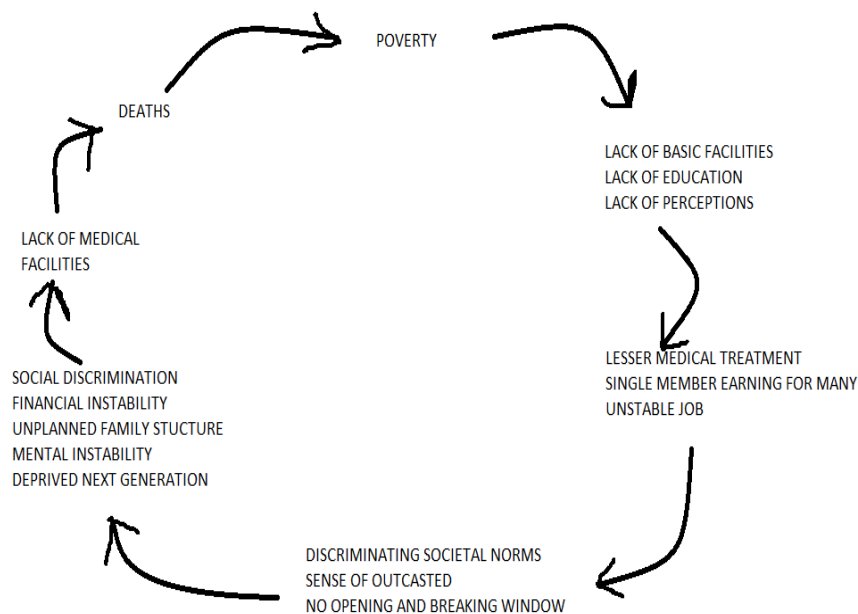 POVERTY
LACK OF BASIC FACILITIES
LACK OF EDUCATION
LACK OF PERCEPTIONS
LESSER MEDICAL TREATMENT
SINGLE MEMBER EARNING FOR MANY
UNSTABLE JOB
DISCRIMINATING SOCIETAL NORMS
SENSE OF OUTCASTED
NO OPENING AND BREAKING WINDOW
SOCIAL DISCRIMINATION
FINANCIAL INSTABILITY
UNPLANNED FAMILY STUCTURE
MENTAL INSTABILITY
DEPRIVED NEXT GENERATION
LACK OF MEDICAL
FACILITIES
DEATHS